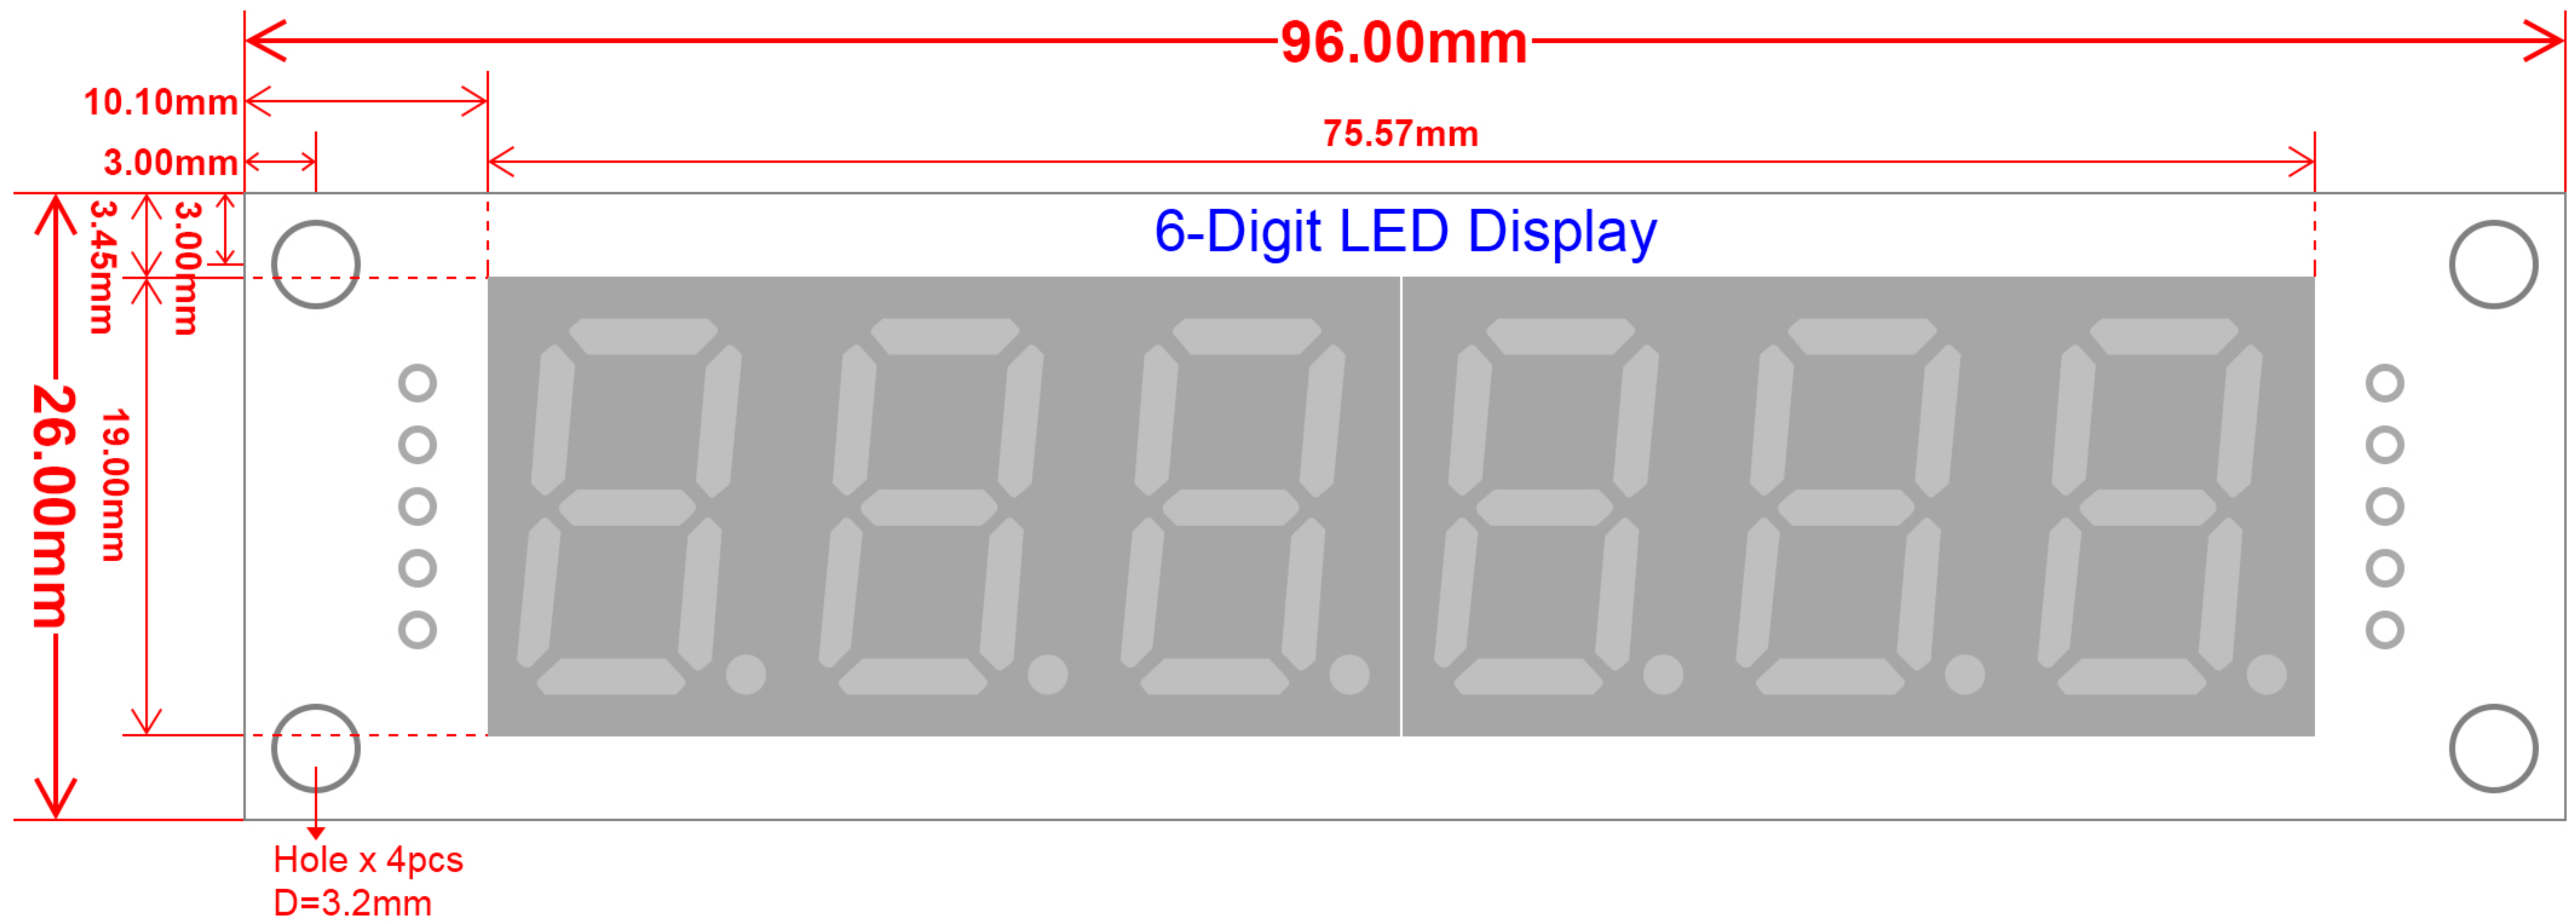 96.00mm
10.10mm
75.57mm
3.00mm
3.45mm
3.00mm
6-Digit LED Display
26.00mm
19.00mm
Hole x 4pcs
D=3.2mm